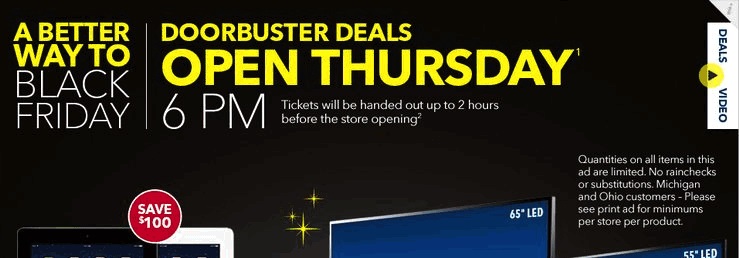 A BETTER
WAY TO
BLACK
FRIDAY
DOORBUSTER DEALS
OPEN THURSDAY¹
6 PM
Tickets will be handed out up to 2 hours
before the store opening²
DEALS
VIDEO
Quantities on all items in this
ad are limited. No rainchecks
or substitutions. Michigan
and Ohio customers – Please
see print ad for minimums
per store per product.
SAVE
$100
65" LED
55" LED